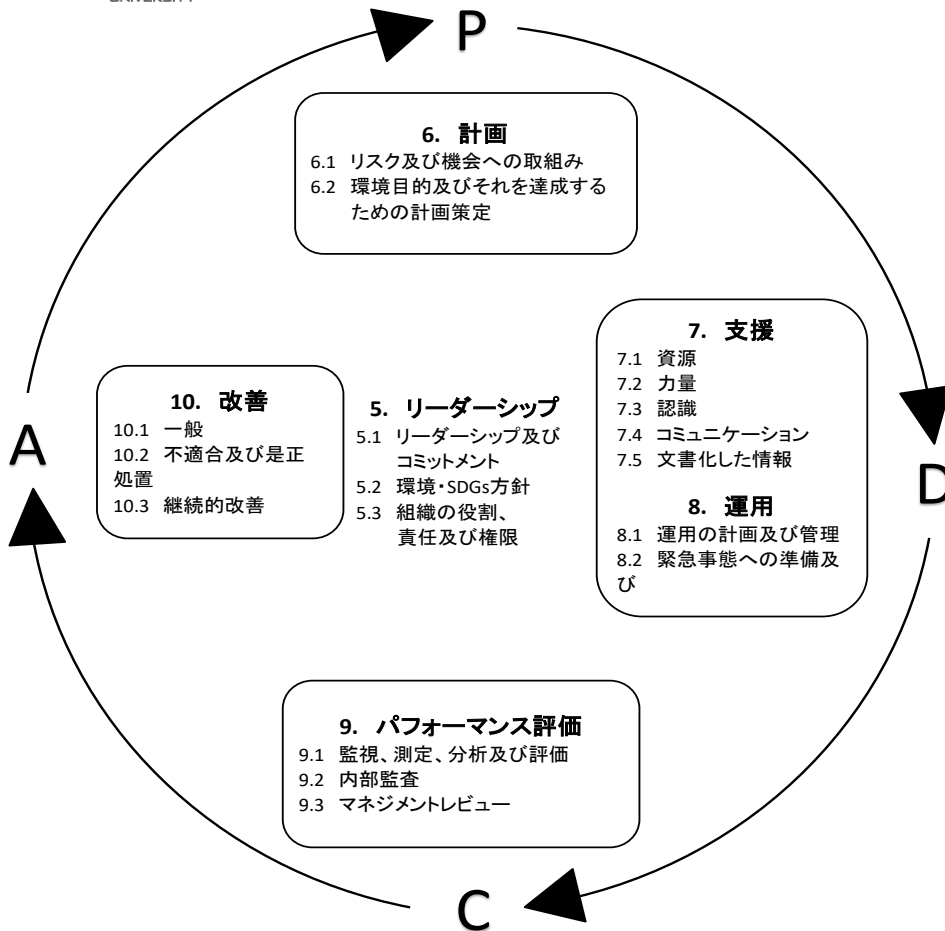 P
6. 計画
6.1 リスク及び機会への取組み
6.2 環境目的及びそれを達成する
ための計画策定
7. 支援
7.1 資源
7.2 力量
7.3 認識
7.4 コミュニケーション
7.5 文書化した情報
8. 運用
8.1 運用の計画及び管理
8.2 緊急事態への準備及
び
D
10. 改善
10.1 一般
10.2 不適合及び是正
処置
10.3 継続的改善
A
5. リーダーシップ
5.1 リーダーシップ及び
コミットメント
5.2 環境・SDGs方針
5.3 組織の役割、
責任及び権限
9. パフォーマンス評価
9.1 監視、測定、分析及び評価
9.2 内部監査
9.3 マネジメントレビュー
C